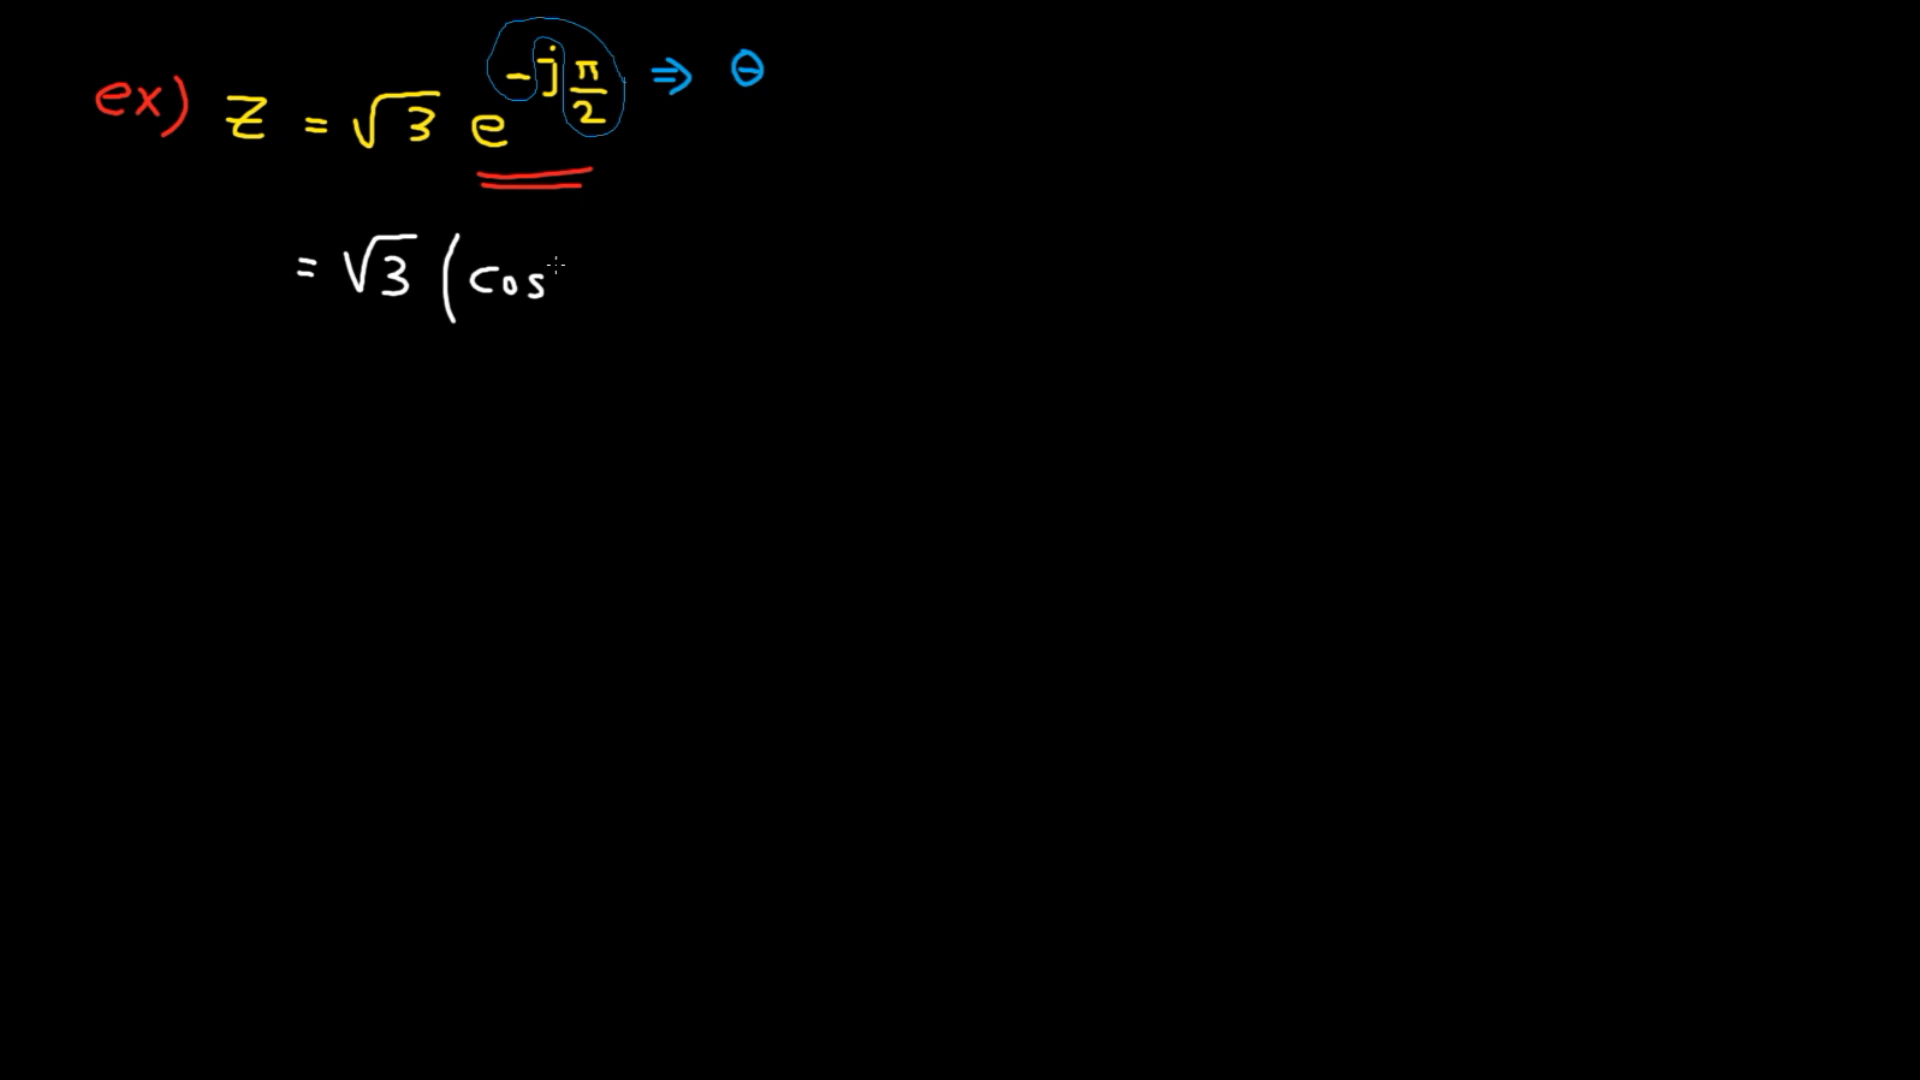 ex) Z = √3 e^{-j π/2} ⇒ θ
= √3 (cos